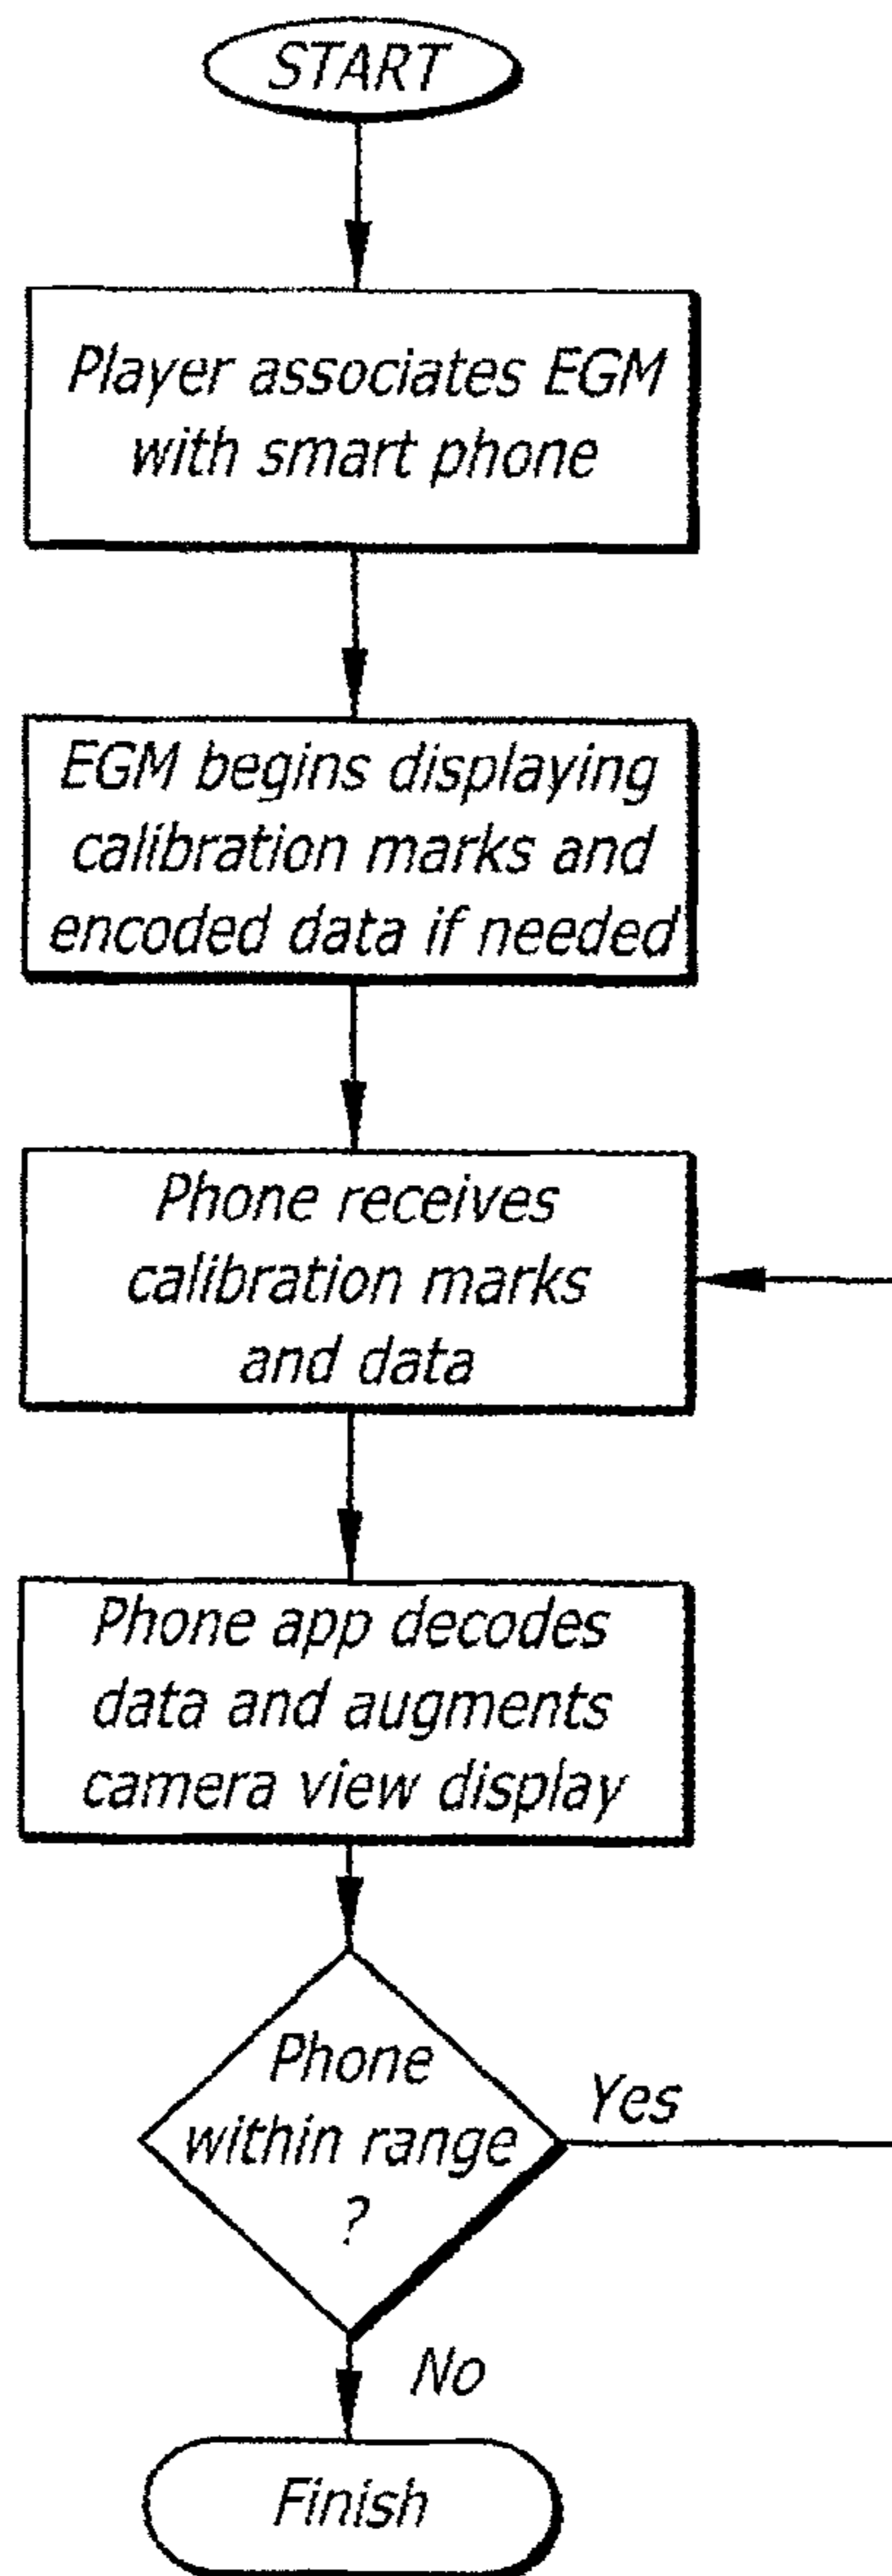 START
Player associates EGM
with smart phone
EGM begins displaying
calibration marks and
encoded data if needed
Phone receives
calibration marks
and data
Phone app decodes
data and augments
camera view display
Phone
within range
?
Yes
No
Finish